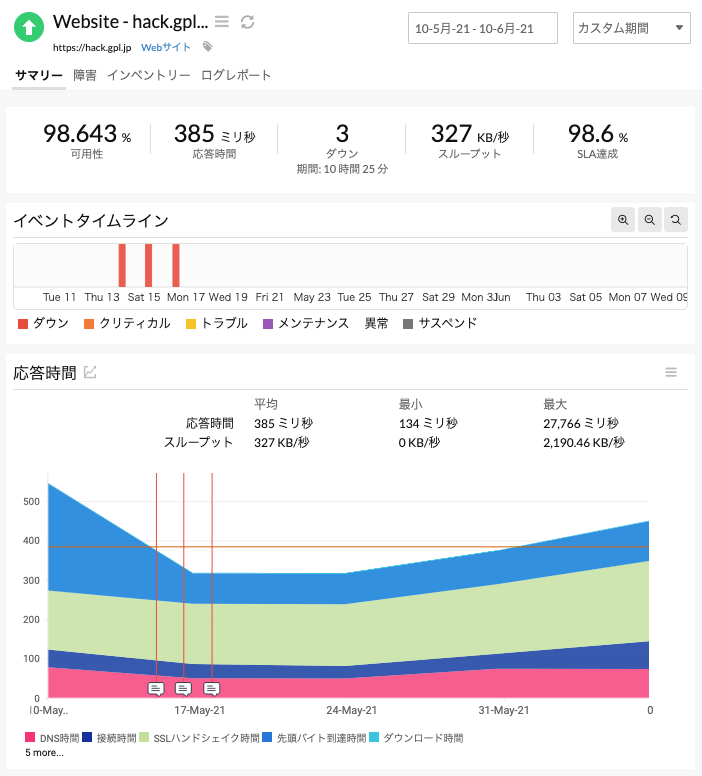 Website - hack.gpl...
10-5月-21 - 10-6月-21
カスタム期間
https://hack.gpl.jp Webサイト
サマリー 障害 インベントリー ログレポート
98.643 % 385 ミリ秒 3 327 KB/秒 98.6 %
可用性 応答時間 ダウン スループット SLA達成
期間: 10 時間 25 分
イベントタイムライン
Tue 11 Thu 13 Sat 15 Mon 17 Wed 19 Fri 21 May 23 Tue 25 Thu 27 Sat 29 Mon 3Jun Thu 03 Sat 05 Mon 07 Wed 09
ダウン クリティカル トラブル メンテナンス 異常 サスペンド
応答時間
平均 最小 最大
応答時間 385 ミリ秒 134 ミリ秒 27,766 ミリ秒
スループット 327 KB/秒 0 KB/秒 2,190.46 KB/秒
500
400
300
200
100
0
10-May.. 17-May-21 24-May-21 31-May-21 0
DNS時間 接続時間 SSLハンドシェイク時間 先頭バイト到達時間 ダウンロード時間
5 more...